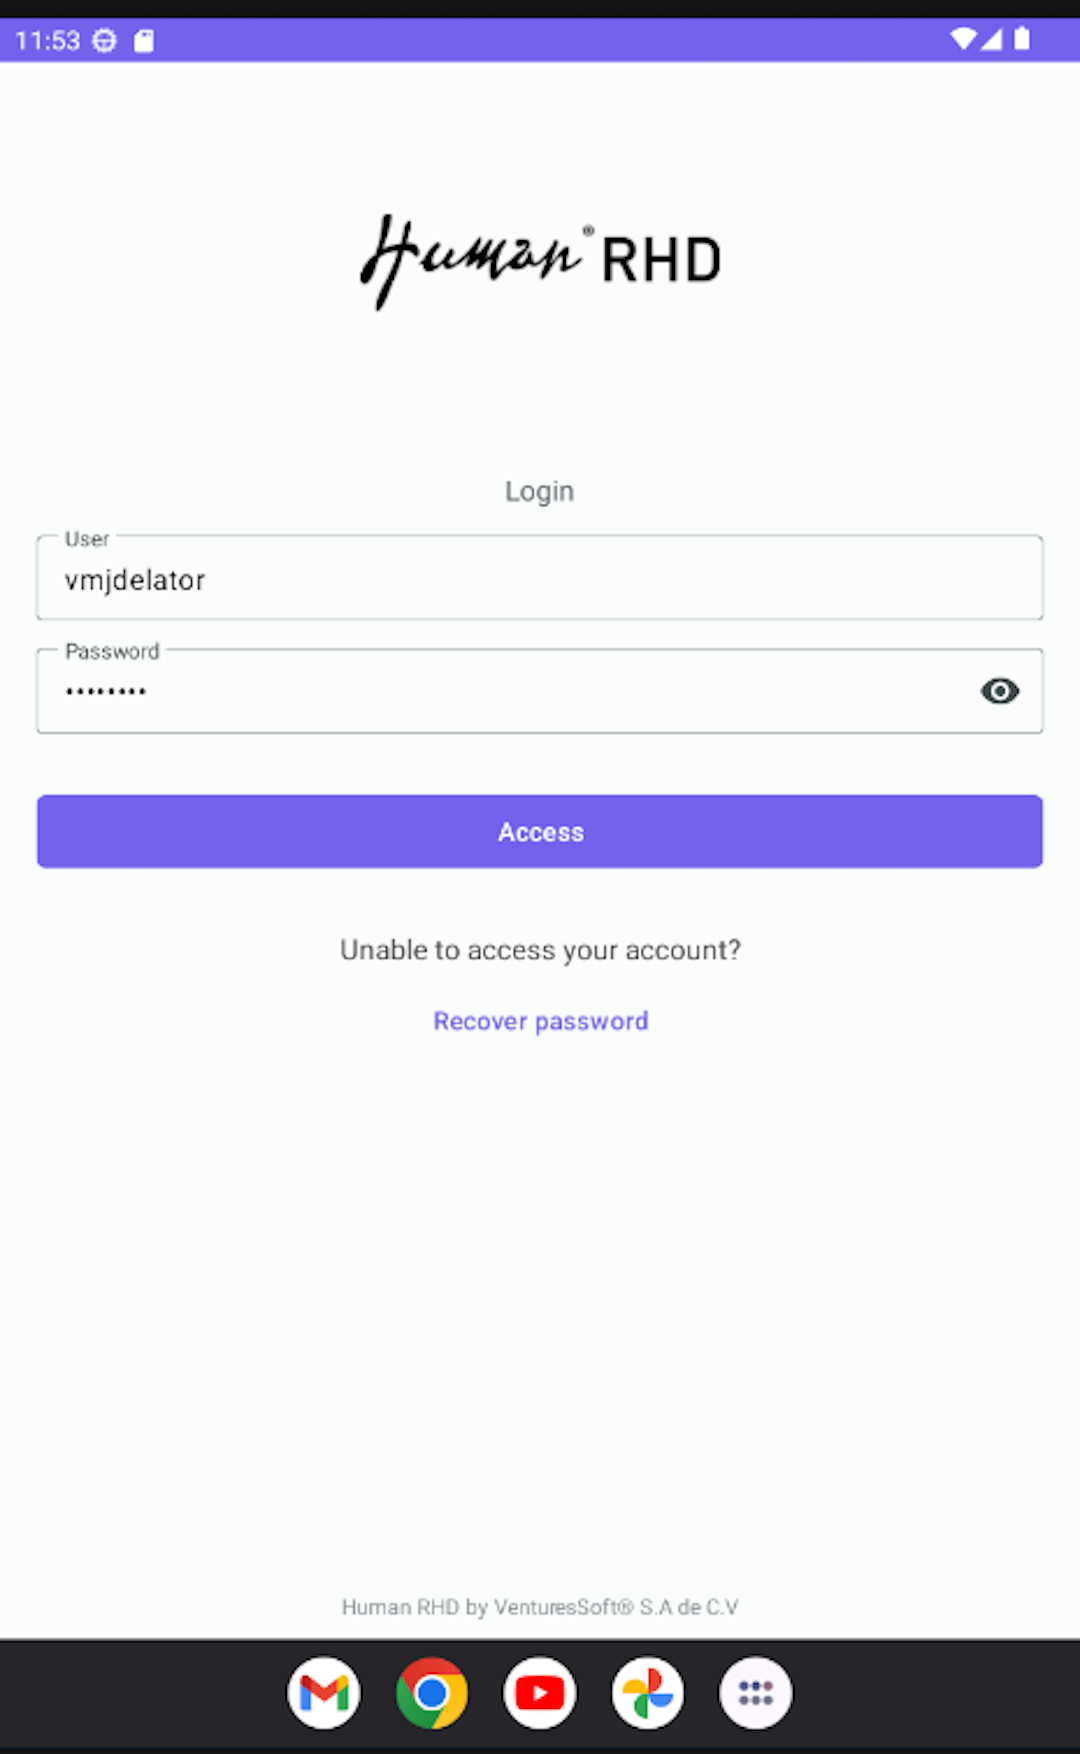 11:53
Human® RHD
Login
User
vmjdelator
Password
••••••••
Access
Unable to access your account?
Recover password
Human RHD by VenturesSoft® S.A de C.V